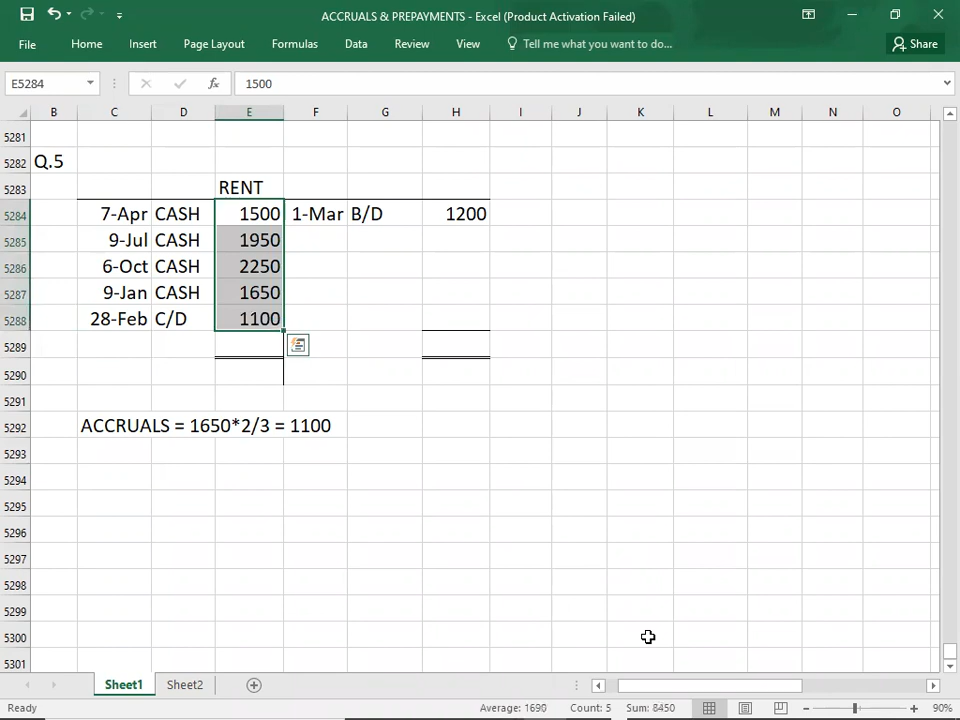 ACCRUALS & PREPAYMENTS - Excel (Product Activation Failed)
File Home Insert Page Layout Formulas Data Review View Tell me what you want to do... Share
E5284 fx 1500
B C D E F G H I J K L M N O
5281
5282 Q.5
5283 RENT
5284 7-Apr CASH 1500 1-Mar B/D 1200
5285 9-Jul CASH 1950
5286 6-Oct CASH 2250
5287 9-Jan CASH 1650
5288 28-Feb C/D 1100
5289
5290
5291
5292 ACCRUALS = 1650*2/3 = 1100
5293
5294
5295
5296
5297
5298
5299
5300
5301
Sheet1 Sheet2
Ready Average: 1690 Count: 5 Sum: 8450 90%